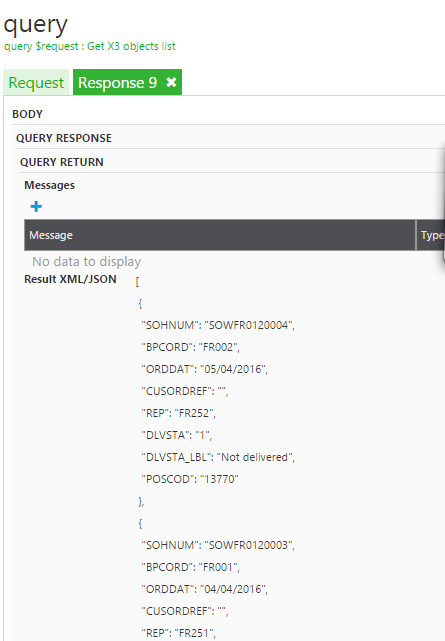 query
query $request : Get X3 objects list
Request
Response 9 ✖
BODY
QUERY RESPONSE
QUERY RETURN
Messages
+
Message Type
No data to display
Result XML/JSON [
{
"SOHNUM": "SOWFR0120004",
"BPCORD": "FR002",
"ORDDAT": "05/04/2016",
"CUSORDREF": "",
"REP": "FR252",
"DLVSTA": "1",
"DLVSTA_LBL": "Not delivered",
"POSCOD": "13770"
},
{
"SOHNUM": "SOWFR0120003",
"BPCORD": "FR001",
"ORDDAT": "04/04/2016",
"CUSORDREF": "",
"REP": "FR251",